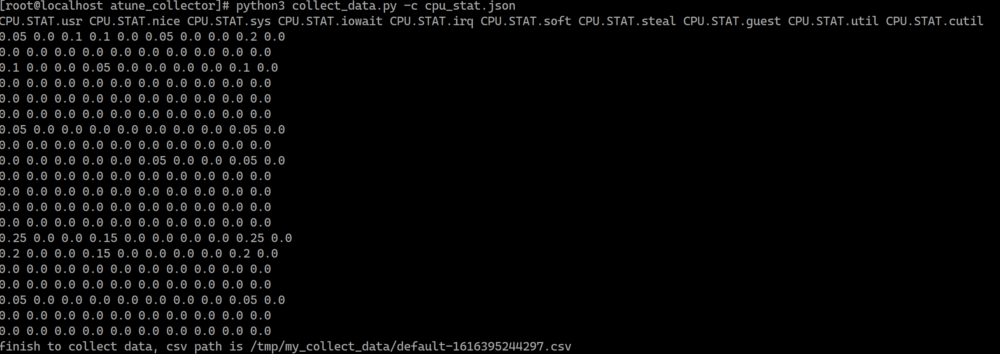 [root@localhost atune_collector]# python3 collect_data.py -c cpu_stat.json
CPU.STAT.usr CPU.STAT.nice CPU.STAT.sys CPU.STAT.iowait CPU.STAT.irq CPU.STAT.soft CPU.STAT.steal CPU.STAT.guest CPU.STAT.util CPU.STAT.cutil
0.05 0.0 0.1 0.1 0.0 0.05 0.0 0.0 0.2 0.0
0.0 0.0 0.0 0.0 0.0 0.0 0.0 0.0 0.0 0.0
0.1 0.0 0.0 0.05 0.0 0.0 0.0 0.0 0.1 0.0
0.0 0.0 0.0 0.0 0.0 0.0 0.0 0.0 0.0 0.0
0.0 0.0 0.0 0.0 0.0 0.0 0.0 0.0 0.0 0.0
0.0 0.0 0.0 0.0 0.0 0.0 0.0 0.0 0.0 0.0
0.05 0.0 0.0 0.0 0.0 0.0 0.0 0.0 0.05 0.0
0.0 0.0 0.0 0.0 0.0 0.0 0.0 0.0 0.0 0.0
0.0 0.0 0.0 0.0 0.0 0.05 0.0 0.0 0.05 0.0
0.0 0.0 0.0 0.0 0.0 0.0 0.0 0.0 0.0 0.0
0.0 0.0 0.0 0.0 0.0 0.0 0.0 0.0 0.0 0.0
0.0 0.0 0.0 0.0 0.0 0.0 0.0 0.0 0.0 0.0
0.0 0.0 0.0 0.0 0.0 0.0 0.0 0.0 0.0 0.0
0.25 0.0 0.0 0.15 0.0 0.0 0.0 0.0 0.25 0.0
0.2 0.0 0.0 0.15 0.0 0.0 0.0 0.0 0.2 0.0
0.0 0.0 0.0 0.0 0.0 0.0 0.0 0.0 0.0 0.0
0.0 0.0 0.0 0.0 0.0 0.0 0.0 0.0 0.0 0.0
0.05 0.0 0.0 0.0 0.0 0.0 0.0 0.0 0.05 0.0
0.0 0.0 0.0 0.0 0.0 0.0 0.0 0.0 0.0 0.0
0.0 0.0 0.0 0.0 0.0 0.0 0.0 0.0 0.0 0.0
finish to collect data, csv path is /tmp/my_collect_data/default-1616395244297.csv